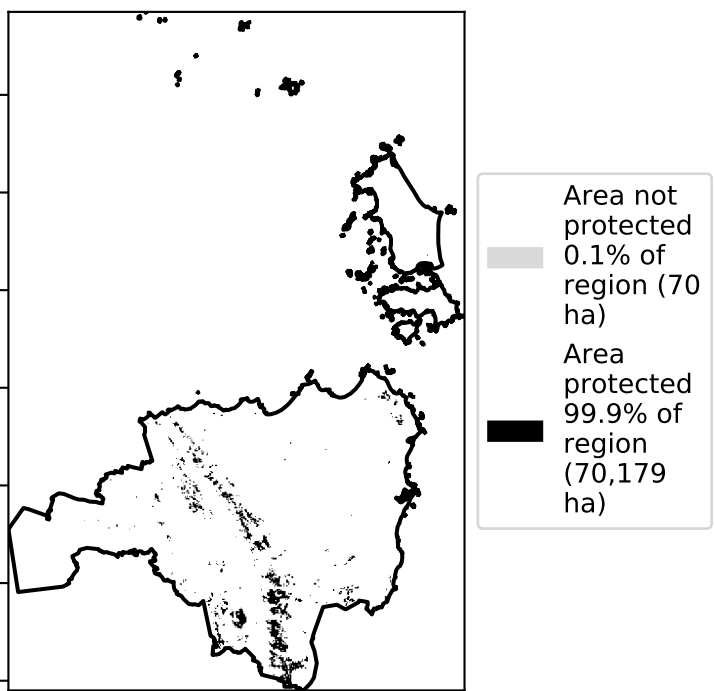 Area not
protected
0.1% of
region (70
ha)
Area
protected
99.9% of
region
(70,179
ha)